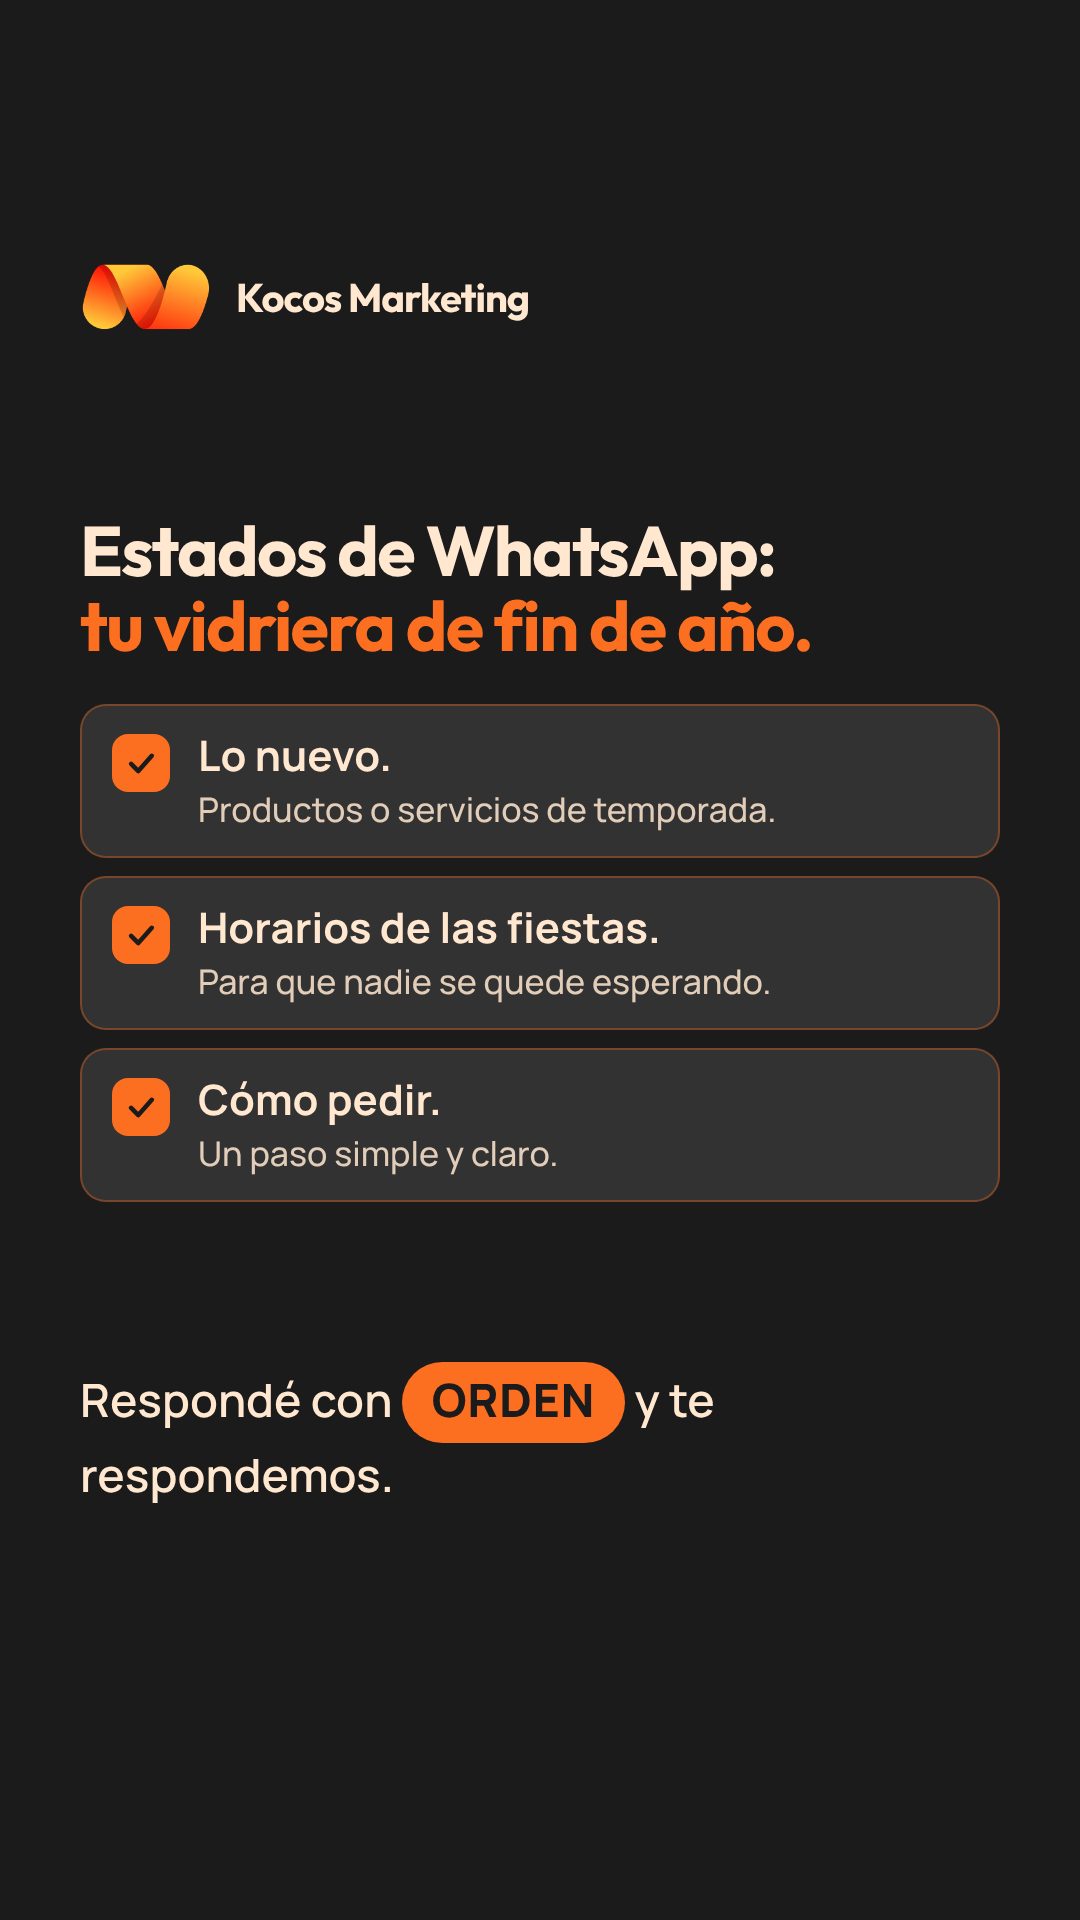 Kocos Marketing
Estados de WhatsApp:
tu vidriera de fin de año.
Lo nuevo.
Productos o servicios de temporada.
Horarios de las fiestas.
Para que nadie se quede esperando.
Cómo pedir.
Un paso simple y claro.
Respondé con ORDEN y te
respondemos.